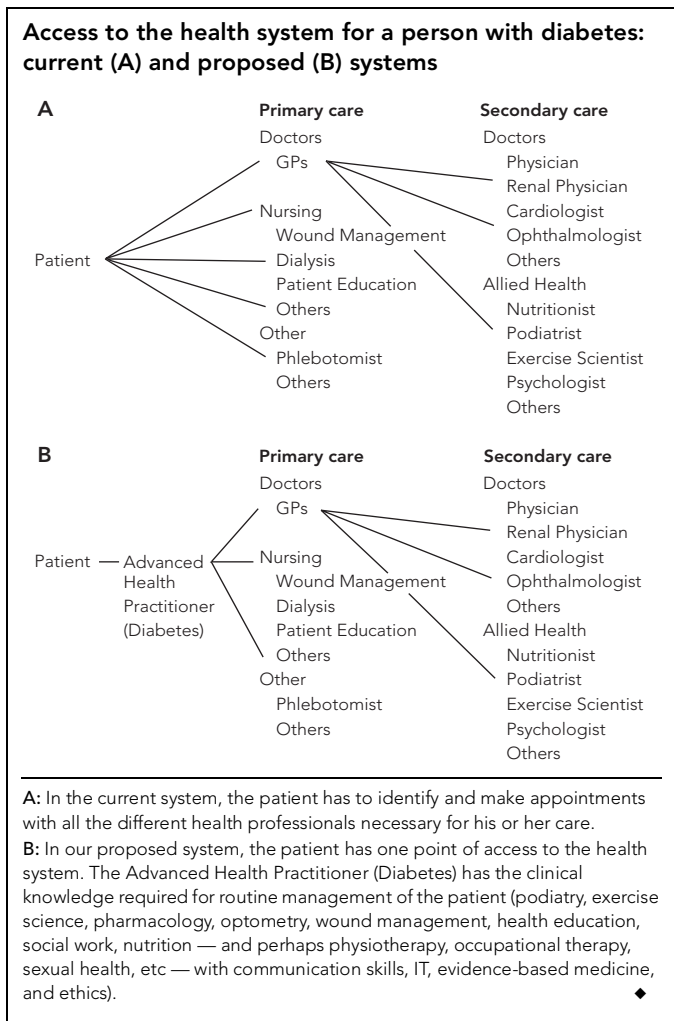 Access to the health system for a person with diabetes:
current (A) and proposed (B) systems
A
Primary care
Secondary care
Doctors
Doctors
GPs
Physician
Renal Physician
Nursing
Cardiologist
Wound Management
Ophthalmologist
Patient
Dialysis
Others
Patient Education
Allied Health
Others
Nutritionist
Other
Podiatrist
Phlebotomist
Exercise Scientist
Others
Psychologist
Others
B
Primary care
Secondary care
Doctors
Doctors
GPs
Physician
Renal Physician
Patient
Advanced
Health
Practitioner
(Diabetes)
Nursing
Cardiologist
Wound Management
Ophthalmologist
Dialysis
Others
Patient Education
Allied Health
Others
Nutritionist
Other
Podiatrist
Phlebotomist
Exercise Scientist
Others
Psychologist
Others
A: In the current system, the patient has to identify and make appointments
with all the different health professionals necessary for his or her care.
B: In our proposed system, the patient has one point of access to the health
system. The Advanced Health Practitioner (Diabetes) has the clinical
knowledge required for routine management of the patient (podiatry, exercise
science, pharmacology, optometry, wound management, health education,
social work, nutrition — and perhaps physiotherapy, occupational therapy,
sexual health, etc — with communication skills, IT, evidence-based medicine,
and ethics). ◆